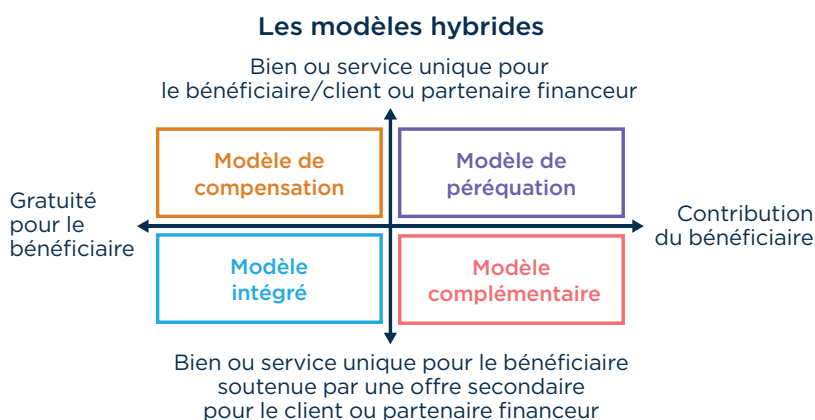 Les modèles hybrides
Bien ou service unique pour
le bénéficiaire/client ou partenaire financeur
Modèle de
compensation
Modèle de
péréquation
Gratuité
pour le
bénéficiaire
Contribution
du bénéficiaire
Modèle
intégré
Modèle
complémentaire
Bien ou service unique pour le bénéficiaire
soutenue par une offre secondaire
pour le client ou partenaire financeur